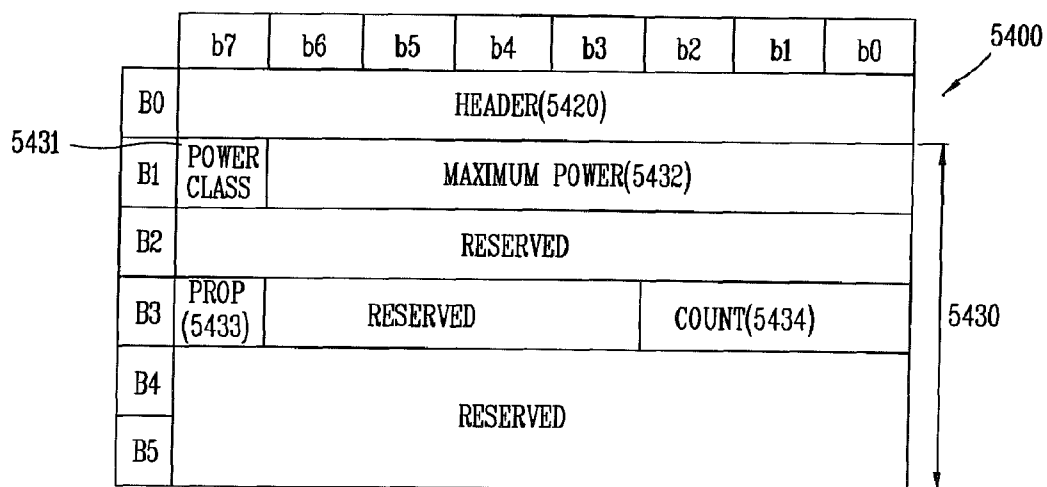 b7 b6 b5 b4 b3 b2 b1 b0
5400
B0 HEADER(5420)
5431
B1 POWER CLASS MAXIMUM POWER(5432)
B2 RESERVED
B3 PROP (5433) RESERVED COUNT(5434)
5430
B4
RESERVED
B5